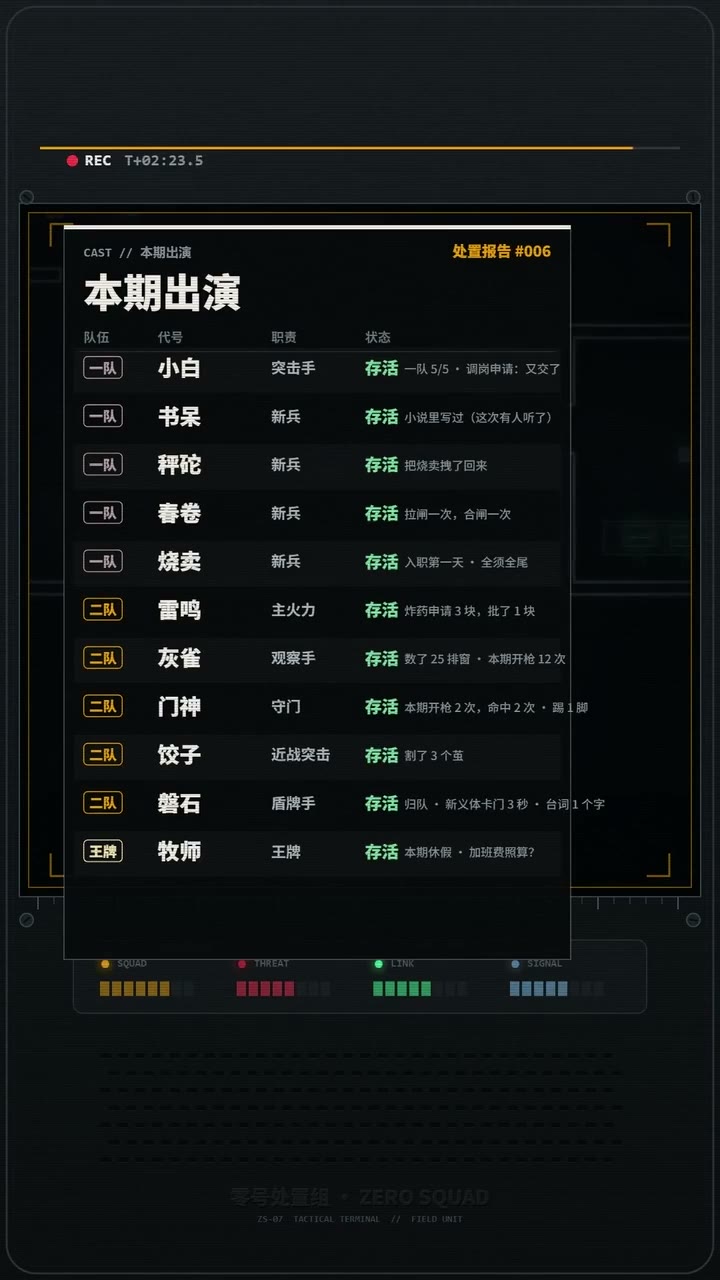 REC T+02:23.5
CAST // 本期出演 处置报告 #006
本期出演
队伍 代号 职责 状态
一队 小白 突击手 存活 一队 5/5 · 调岗申请：又交了
一队 书呆 新兵 存活 小说里写过（这次有人听了）
一队 秤砣 新兵 存活 把烧卖拽了回来
一队 春卷 新兵 存活 拉闸一次，合闸一次
一队 烧卖 新兵 存活 入职第一天 · 全须全尾
二队 雷鸣 主火力 存活 炸药申请 3 块，批了 1 块
二队 灰雀 观察手 存活 数了 25 排窗 · 本期开枪 12 次
二队 门神 守门 存活 本期开枪 2 次，命中 2 次 · 踢 1 脚
二队 饺子 近战突击 存活 割了 3 个茧
二队 磐石 盾牌手 存活 归队 · 新义体卡门 3 秒 · 台词 1 个字
王牌 牧师 王牌 存活 本期休假 · 加班费照算？
SQUAD THREAT LINK SIGNAL
零号处置组 · ZERO SQUAD
ZS-07 TACTICAL TERMINAL // FIELD UNIT